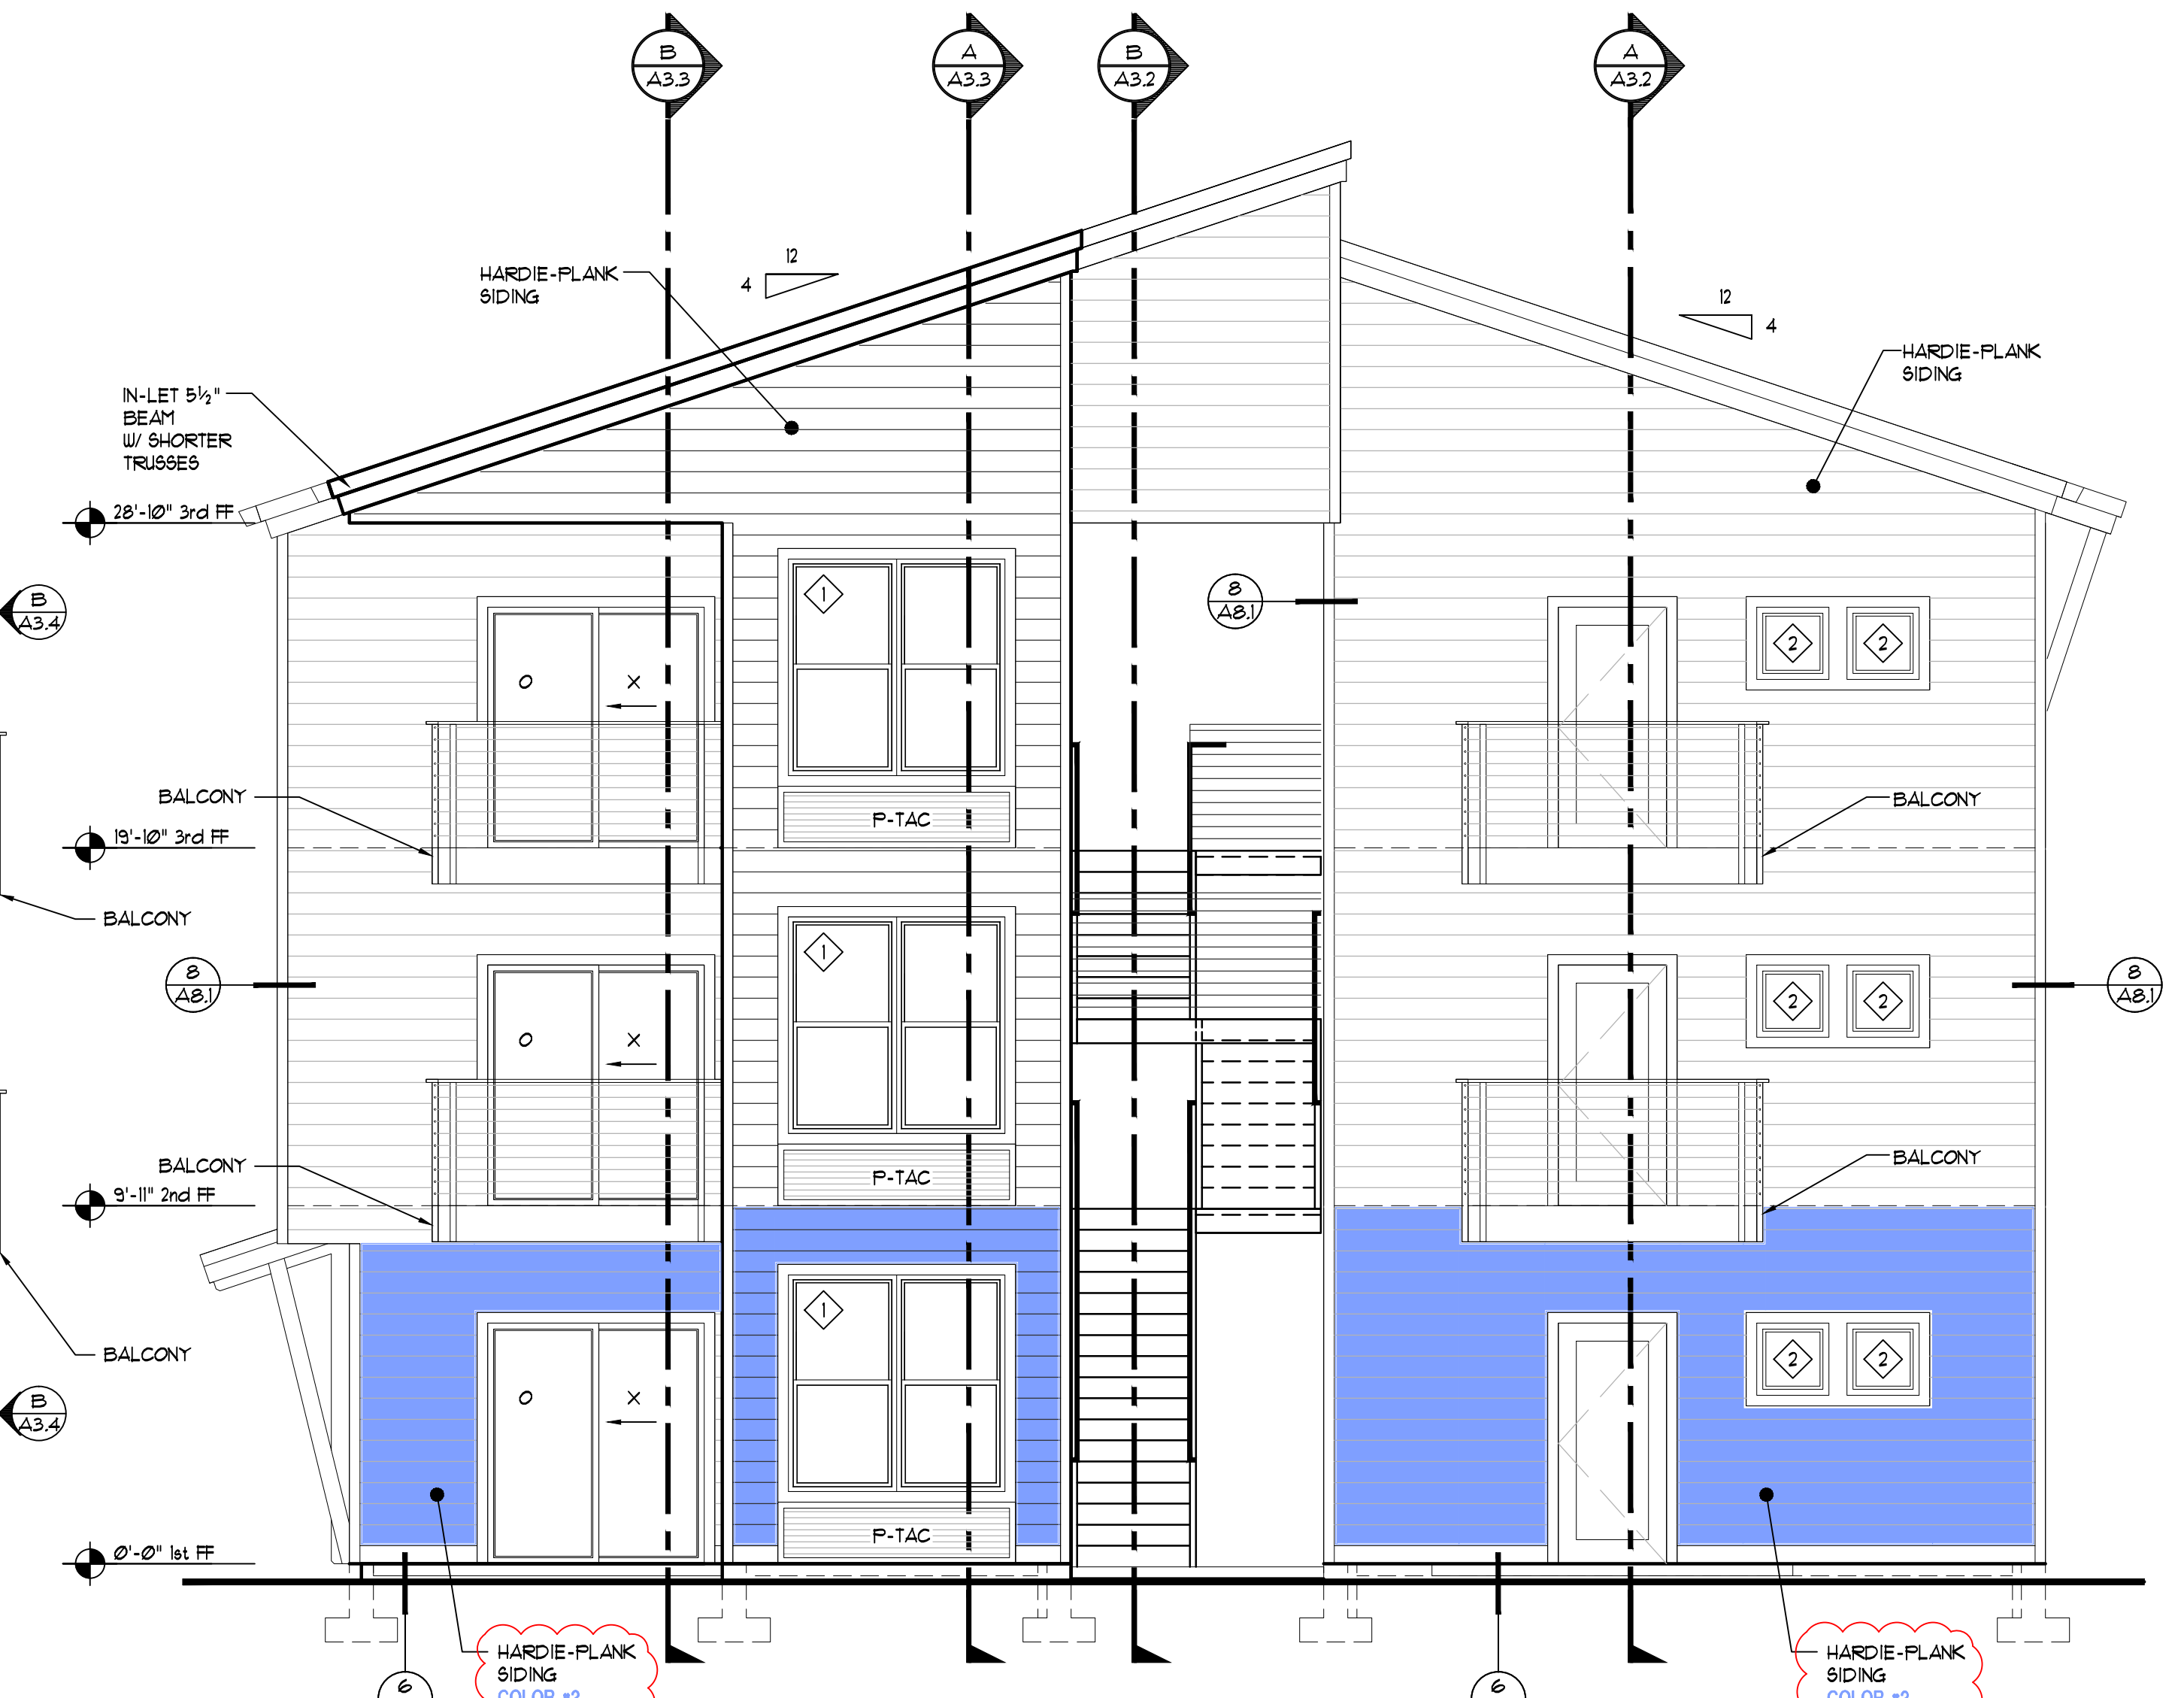 B
A3.3
A
A3.3
B
A3.2
A
A3.2
12
4
HARDIE-PLANK
SIDING
12
4
HARDIE-PLANK
SIDING
IN-LET 5½"
BEAM
W/ SHORTER
TRUSSES
28'-10" 3rd FF
B
A3.4
8
A8.1
1
2
2
O
X
BALCONY
BALCONY
P-TAC
19'-10" 3rd FF
BALCONY
1
8
A8.1
8
A8.1
2
2
O
X
BALCONY
BALCONY
P-TAC
9'-11" 2nd FF
1
BALCONY
2
2
B
A3.4
O
X
P-TAC
0'-0" 1st FF
HARDIE-PLANK
SIDING
COLOR #2
6
HARDIE-PLANK
SIDING
COLOR #2
6